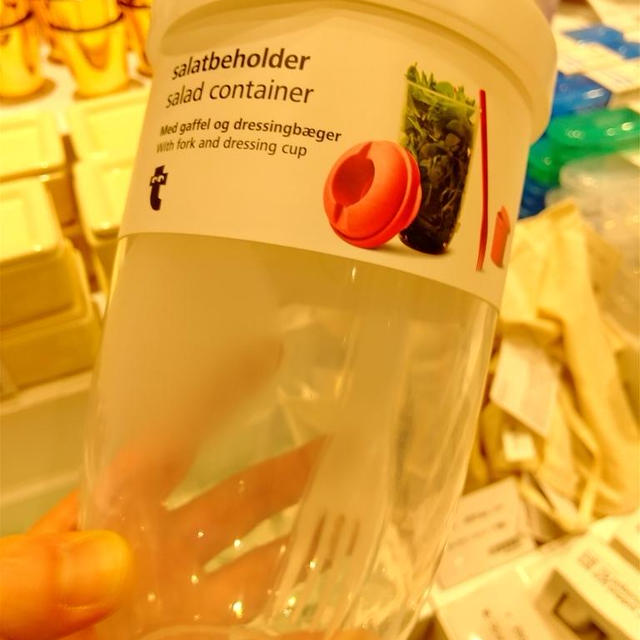 salatbeholder
salad container
Med gaffel og dressingbæger
With fork and dressing cup